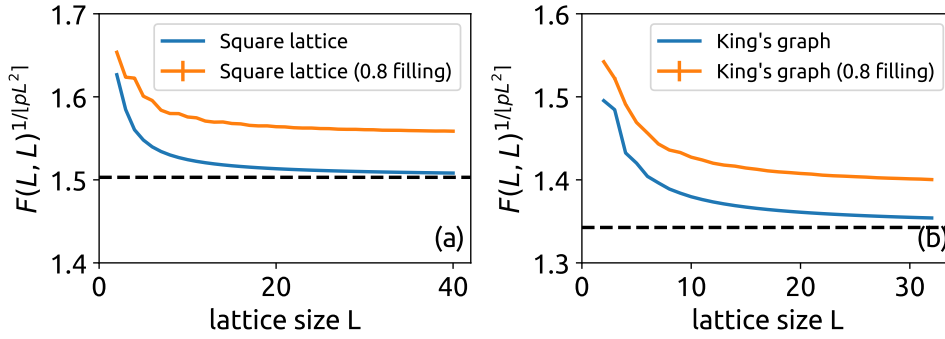 1.7
1.6
1.5
1.4
F(L, L)^{1/⌊pL²⌉}
Square lattice
Square lattice (0.8 filling)
(a)
0
20
40
lattice size L
1.6
1.5
1.4
1.3
F(L, L)^{1/⌊pL²⌉}
King's graph
King's graph (0.8 filling)
(b)
0
10
20
30
lattice size L